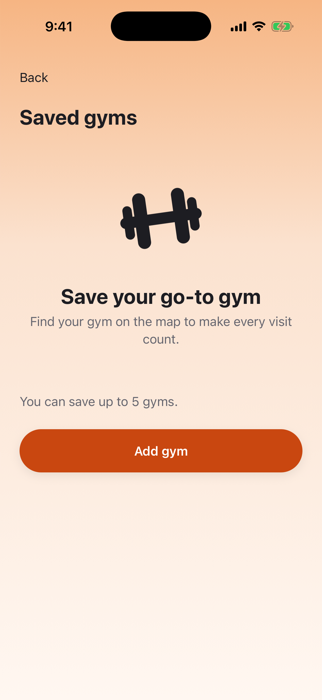 9:41
Back
Saved gyms
Save your go-to gym
Find your gym on the map to make every visit
count.
You can save up to 5 gyms.
Add gym